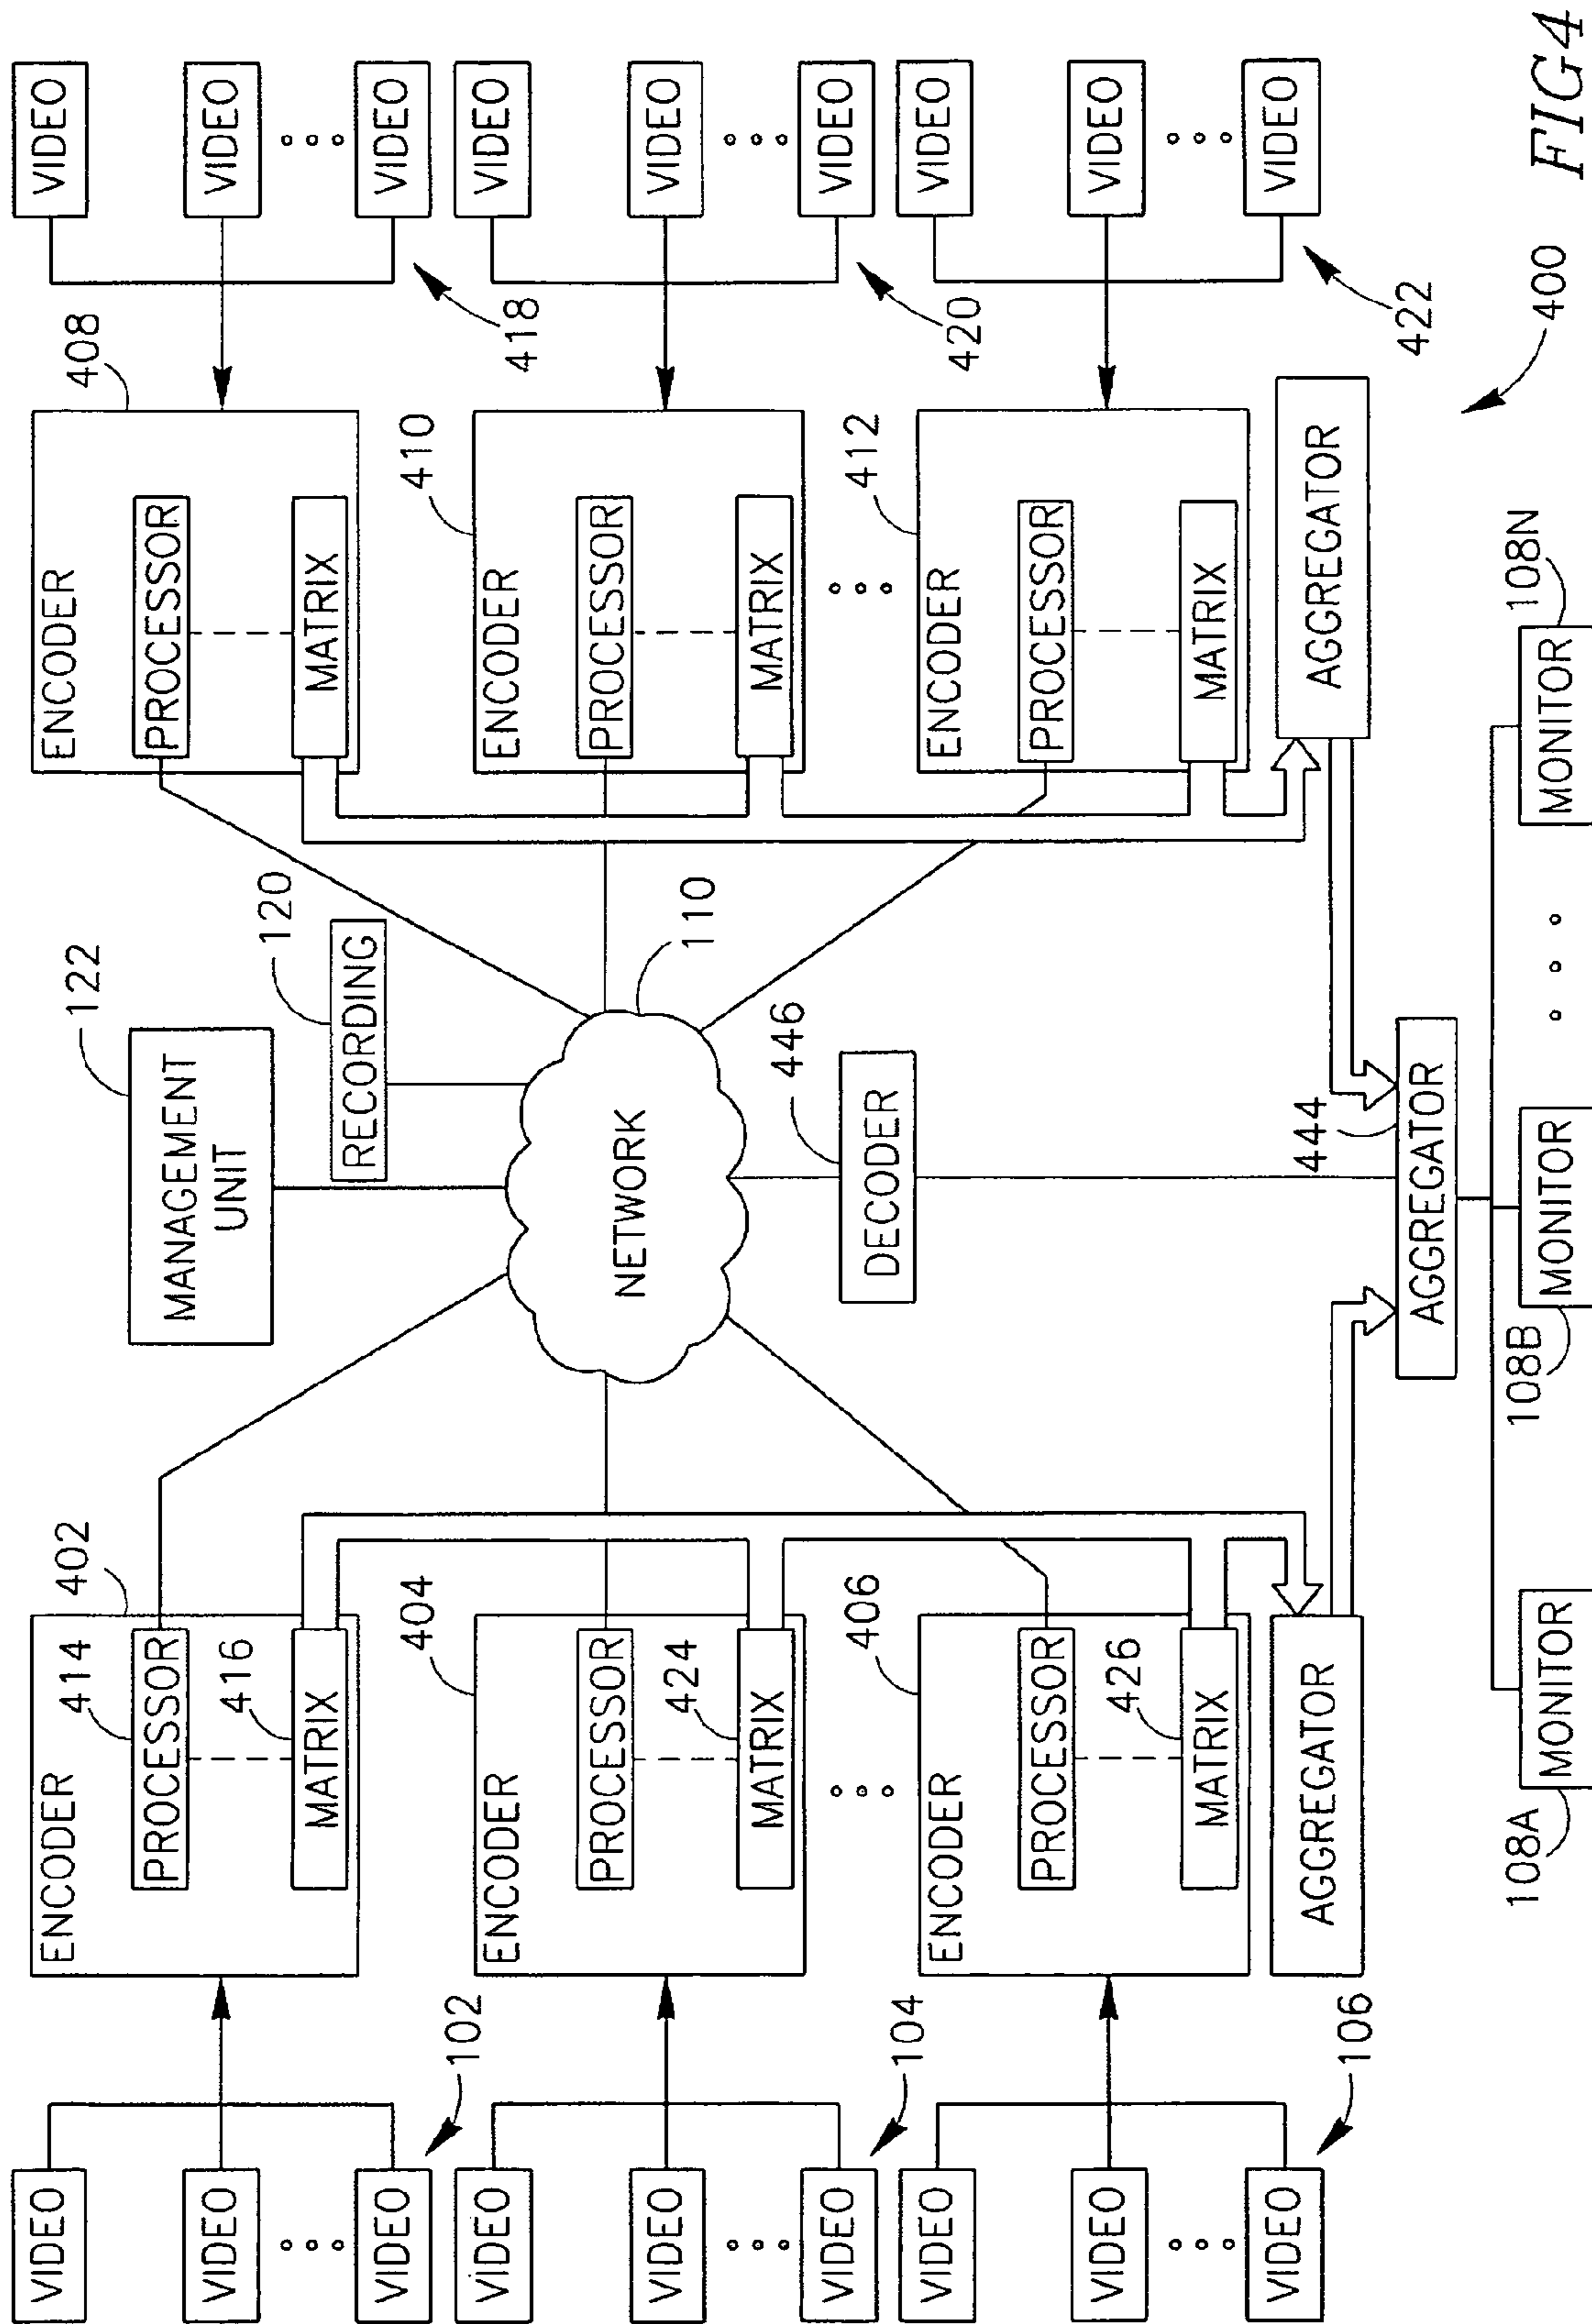 VIDEO
VIDEO
VIDEO
102
VIDEO
VIDEO
VIDEO
104
VIDEO
VIDEO
VIDEO
106
ENCODER
402
414
PROCESSOR
416
MATRIX
ENCODER
404
PROCESSOR
424
MATRIX
ENCODER
406
PROCESSOR
426
MATRIX
AGGREGATOR
MANAGEMENT
UNIT
122
RECORDING
120
NETWORK
110
DECODER
446
AGGREGATOR
444
MONITOR
108A
MONITOR
108B
MONITOR
108N
ENCODER
408
PROCESSOR
MATRIX
ENCODER
410
PROCESSOR
MATRIX
ENCODER
412
PROCESSOR
MATRIX
AGGREGATOR
VIDEO
VIDEO
VIDEO
418
VIDEO
VIDEO
VIDEO
420
VIDEO
VIDEO
VIDEO
422
400
FIG4